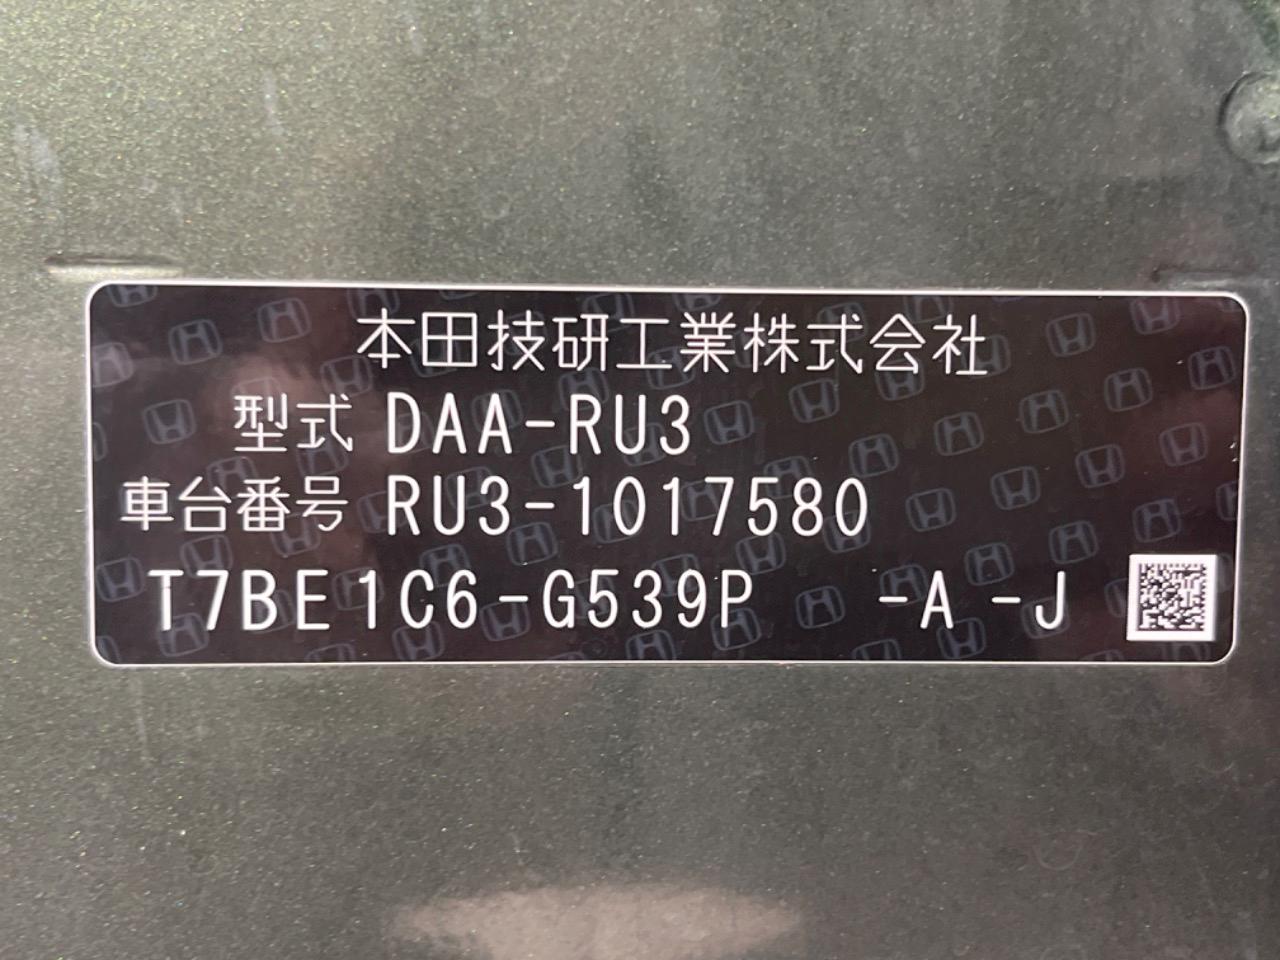 本田技研工業株式会社
型式 DAA-RU3
車台番号 RU3-1017580
T7BE1C6-G539P -A -J